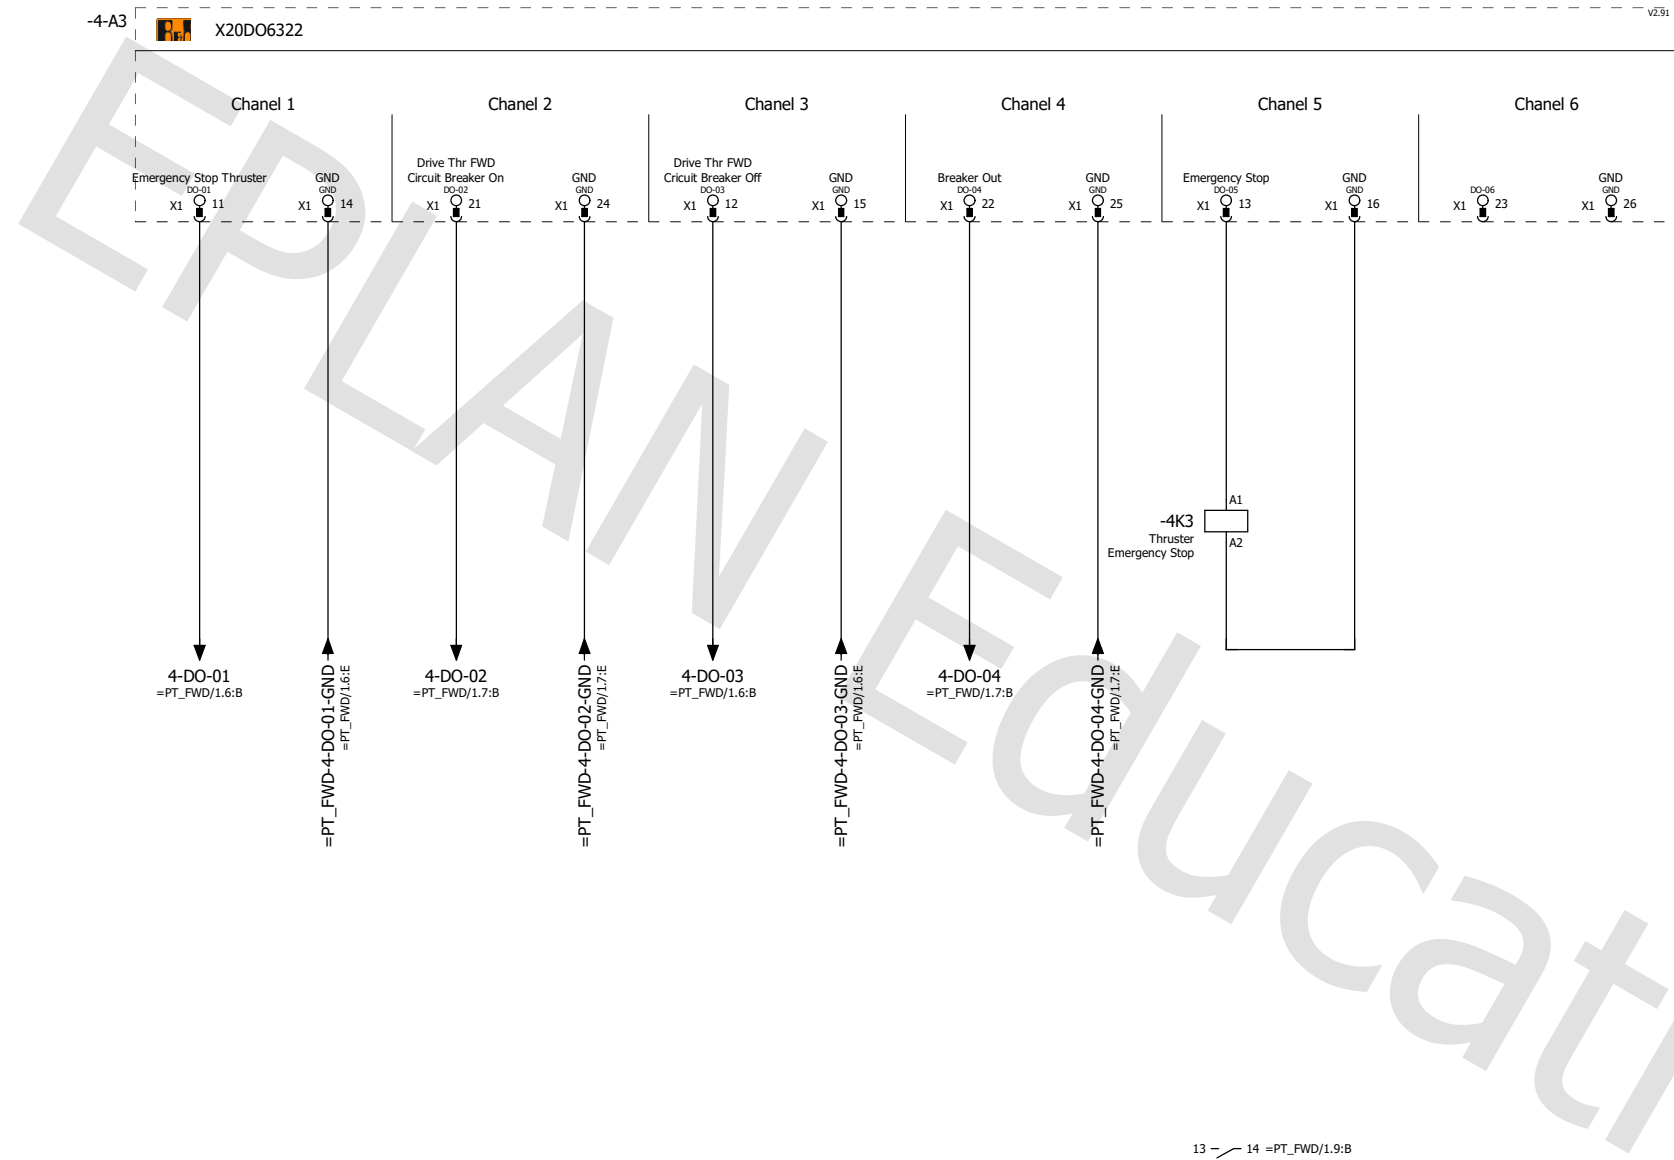 -4-A3
X20DO6322
V2.91
Chanel 1
Chanel 2
Chanel 3
Chanel 4
Chanel 5
Chanel 6
Emergency Stop Thruster
DO-01
X1 11
GND
GND
X1 14
Drive Thr FWD
Circuit Breaker On
DO-02
X1 21
GND
GND
X1 24
Drive Thr FWD
Cricuit Breaker Off
DO-03
X1 12
GND
GND
X1 15
Breaker Out
DO-04
X1 22
GND
GND
X1 25
Emergency Stop
DO-05
X1 13
GND
GND
X1 16
DO-06
X1 23
GND
GND
X1 26
A1
-4K3
Thruster
Emergency Stop
A2
4-DO-01
=PT_FWD/1.6:B
=PT_FWD-4-DO-01-GND
=PT_FWD/1.6:E
4-DO-02
=PT_FWD/1.7:B
=PT_FWD-4-DO-02-GND
=PT_FWD/1.7:E
4-DO-03
=PT_FWD/1.6:B
=PT_FWD-4-DO-03-GND
=PT_FWD/1.6:E
4-DO-04
=PT_FWD/1.7:B
=PT_FWD-4-DO-04-GND
=PT_FWD/1.7:E
13 14 =PT_FWD/1.9:B
EPLAN Educati